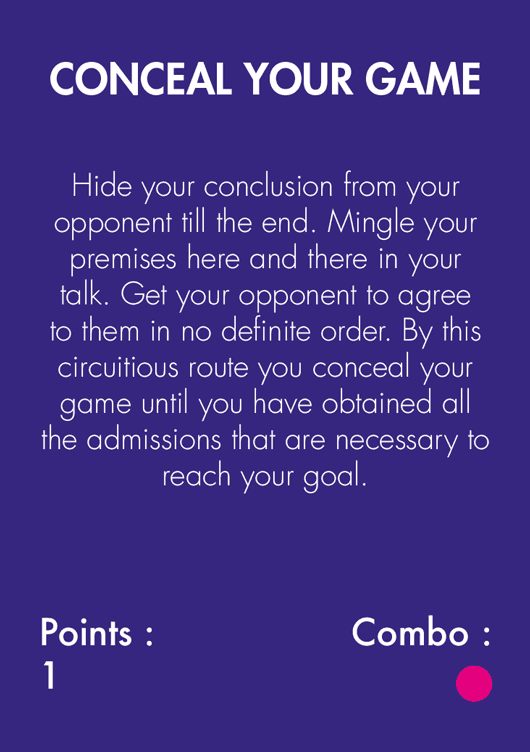 CONCEAL YOUR GAME
Hide your conclusion from your
opponent till the end. Mingle your
premises here and there in your
talk. Get your opponent to agree
to them in no definite order. By this
circuitious route you conceal your
game until you have obtained all
the admissions that are necessary to
reach your goal.
Points :
1
Combo :